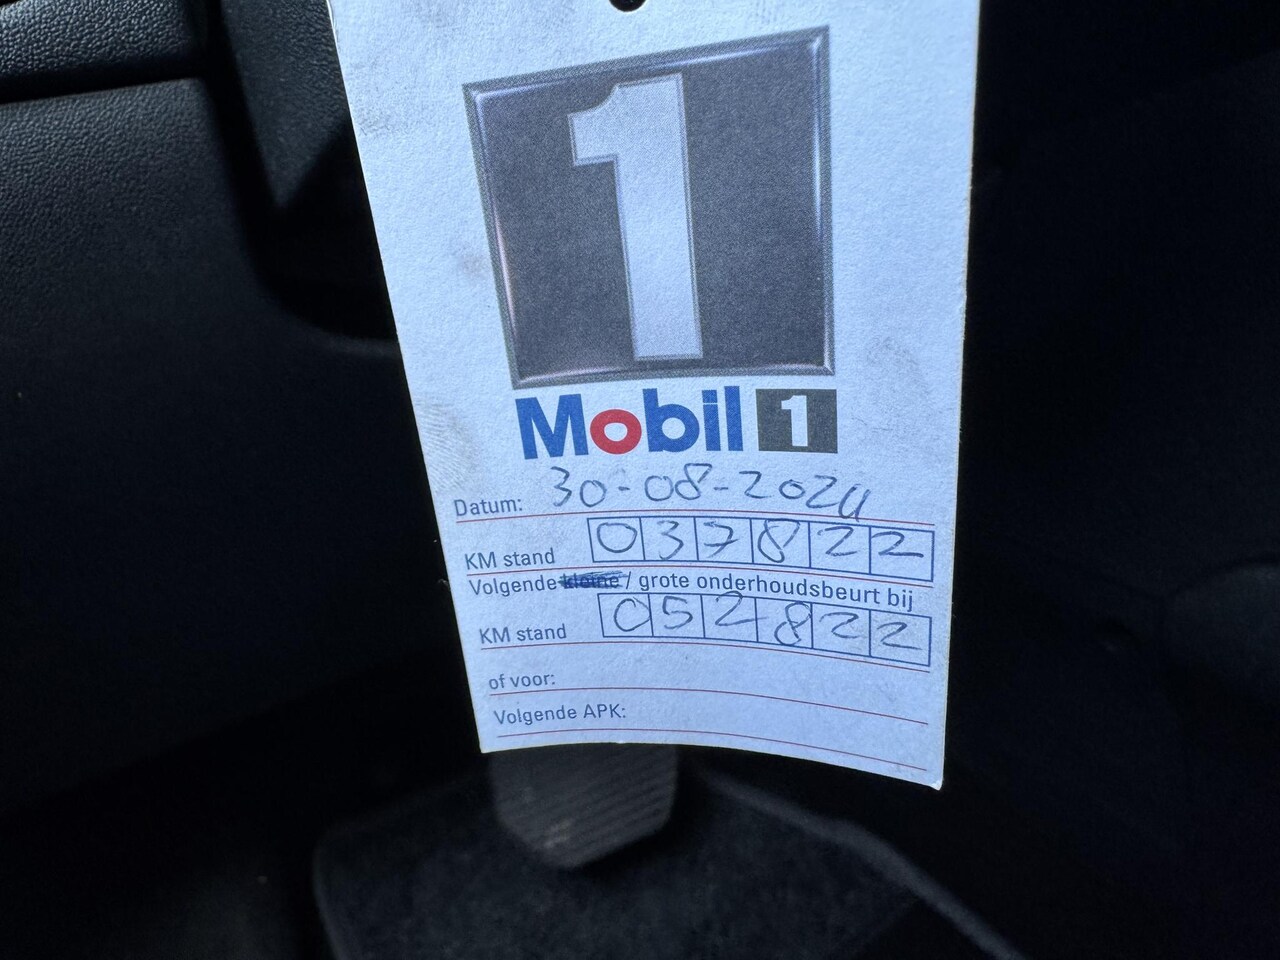 1
Mobil 1
Datum: 30-08-2024
KM stand 037822
Volgende kleine / grote onderhoudsbeurt bij
KM stand 052822
of voor:
Volgende APK: